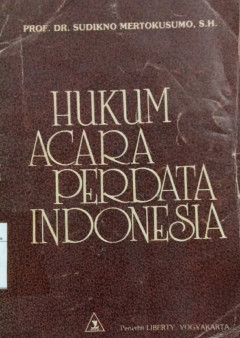 PROF. DR. SUDIKNO MERTOKUSUMO, S.H.
HUKUM
ACARA
PERDATA
INDONESIA
Penerbit LIBERTY, YOGYAKARTA